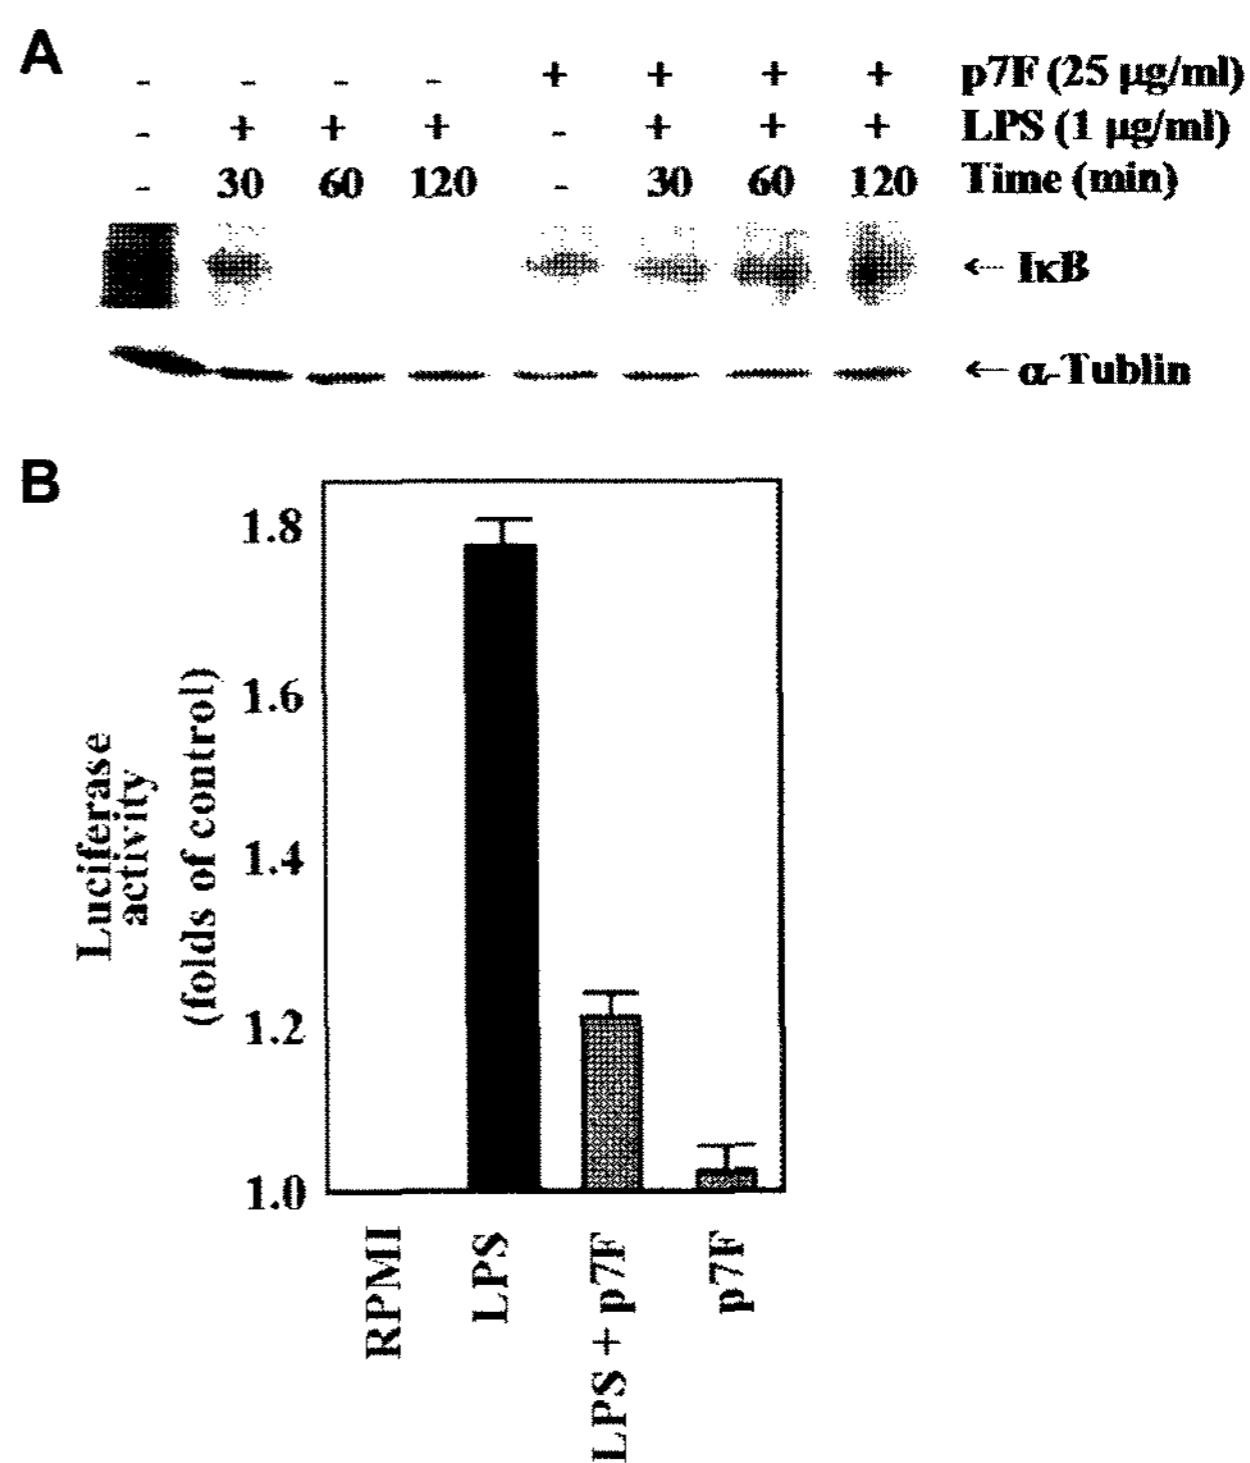 A
- - - - + + + + p7F (25 µg/ml)
- + + + - + + + LPS (1 µg/ml)
- 30 60 120 - 30 60 120 Time (min)
← IκB
← α-Tublin
B
1.8
1.6
1.4
1.2
1.0
Luciferase
activity
(folds of control)
RPMI
LPS
LPS + p7F
p7F